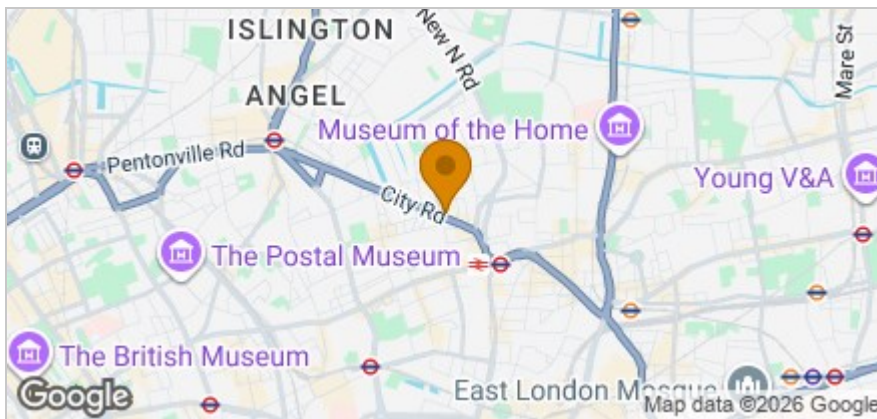 ISLINGTON
New N Rd
Mare St
ANGEL
Museum of the Home
Pentonville Rd
Young V&A
City Rd
The Postal Museum
The British Museum
East London Mosque
Google
Map data ©2026 Google